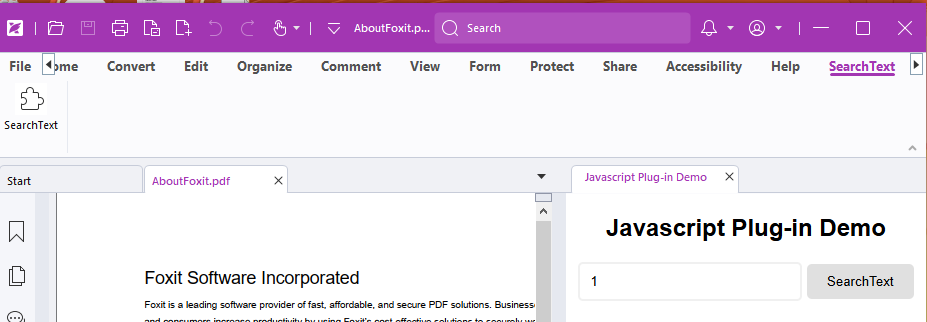 AboutFoxit.p... Search
File ome Convert Edit Organize Comment View Form Protect Share Accessibility Help SearchText
SearchText
Start AboutFoxit.pdf Javascript Plug-in Demo
Javascript Plug-in Demo
Foxit Software Incorporated
1 SearchText
Foxit is a leading software provider of fast, affordable, and secure PDF solutions. Businesse
and consumers increase productivity by using Foxit's cost effective solutions to securely w